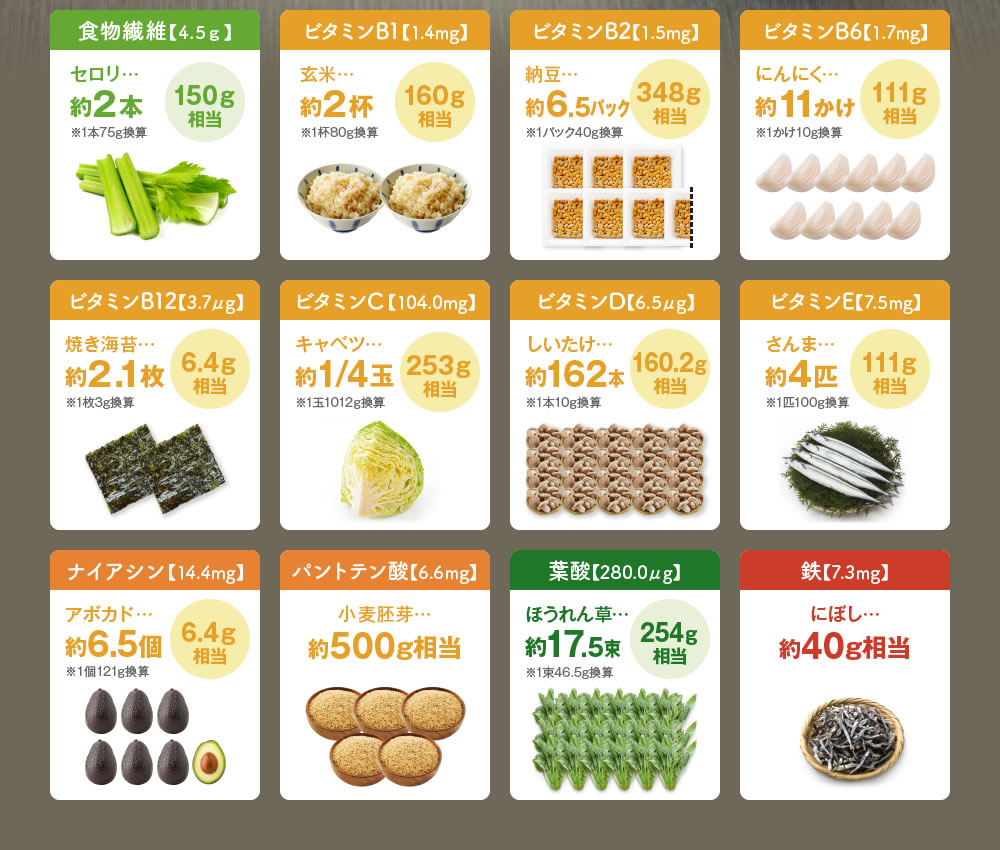 食物繊維【4.5g】
セロリ…
約2本
※1本75g換算
150g
相当
ビタミンB1【1.4mg】
玄米…
約2杯
※1杯80g換算
160g
相当
ビタミンB2【1.5mg】
納豆…
約6.5パック
※1パック40g換算
348g
相当
ビタミンB6【1.7mg】
にんにく…
約11かけ
※1かけ10g換算
111g
相当
ビタミンB12【3.7μg】
焼き海苔…
約2.1枚
※1枚3g換算
6.4g
相当
ビタミンC【104.0mg】
キャベツ…
約1/4玉
※1玉1012g換算
253g
相当
ビタミンD【6.5μg】
しいたけ…
約162本
※1本10g換算
160.2g
相当
ビタミンE【7.5mg】
さんま…
約4匹
※1匹100g換算
111g
相当
ナイアシン【14.4mg】
アボカド…
約6.5個
※1個121g換算
6.4g
相当
パントテン酸【6.6mg】
小麦胚芽…
約500g相当
葉酸【280.0μg】
ほうれん草…
約17.5束
※1束46.5g換算
254g
相当
鉄【7.3mg】
にぼし…
約40g相当